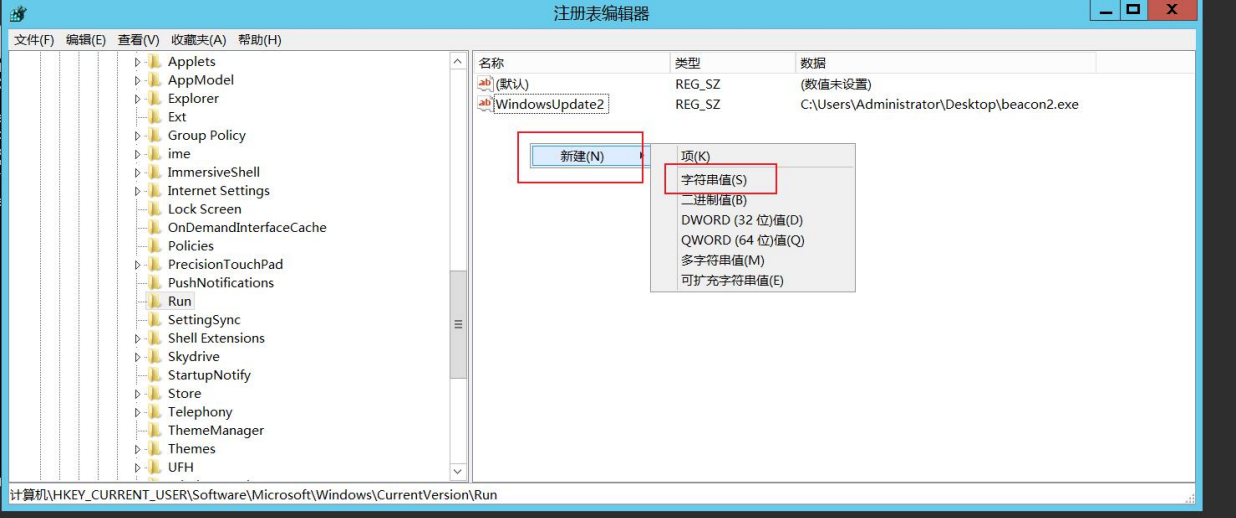 注册表编辑器
文件(F) 编辑(E) 查看(V) 收藏夹(A) 帮助(H)
Applets
AppModel
Explorer
Ext
Group Policy
ime
ImmersiveShell
Internet Settings
Lock Screen
OnDemandInterfaceCache
Policies
PrecisionTouchPad
PushNotifications
Run
SettingSync
Shell Extensions
Skydrive
StartupNotify
Store
Telephony
ThemeManager
Themes
UFH
名称 类型 数据
(默认) REG_SZ (数值未设置)
WindowsUpdate2 REG_SZ C:\Users\Administrator\Desktop\beacon2.exe
新建(N)
项(K)
字符串值(S)
二进制值(B)
DWORD (32 位)值(D)
QWORD (64 位)值(Q)
多字符串值(M)
可扩充字符串值(E)
计算机\HKEY_CURRENT_USER\Software\Microsoft\Windows\CurrentVersion\Run